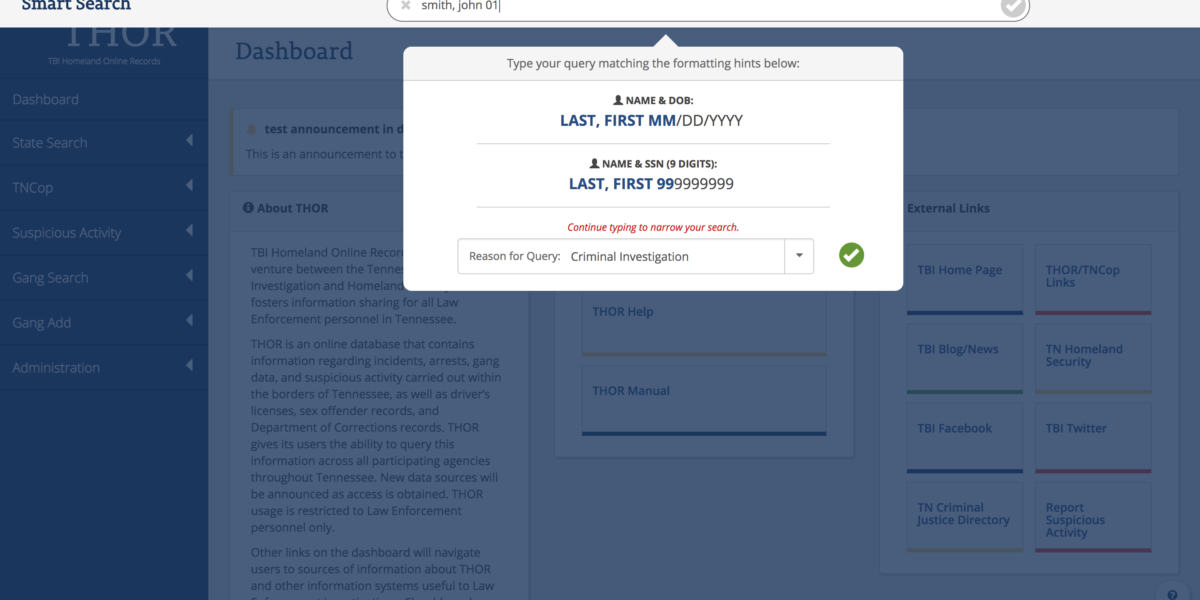 Smart Search
smith, john 01
THOR
TBI Homeland Online Records
Dashboard
State Search
TNCop
Suspicious Activity
Gang Search
Gang Add
Administration
Dashboard
test announcement in d
This is an announcement to t
Type your query matching the formatting hints below:
NAME & DOB:
LAST, FIRST MM/DD/YYYY
NAME & SSN (9 DIGITS):
LAST, FIRST 999999999
Continue typing to narrow your search.
Reason for Query: Criminal Investigation
About THOR
TBI Homeland Online Recor
venture between the Tenne
Investigation and Homeland
fosters information sharing for all Law
Enforcement personnel in Tennessee.
THOR is an online database that contains
information regarding incidents, arrests, gang
data, and suspicious activity carried out within
the borders of Tennessee, as well as driver's
licenses, sex offender records, and
Department of Corrections records. THOR
gives its users the ability to query this
information across all participating agencies
throughout Tennessee. New data sources will
be announced as access is obtained. THOR
usage is restricted to Law Enforcement
personnel only.
Other links on the dashboard will navigate
users to sources of information about THOR
and other information systems useful to Law
THOR Help
THOR Manual
External Links
TBI Home Page
THOR/TNCop
Links
TBI Blog/News
TN Homeland
Security
TBI Facebook
TBI Twitter
TN Criminal
Justice Directory
Report
Suspicious
Activity